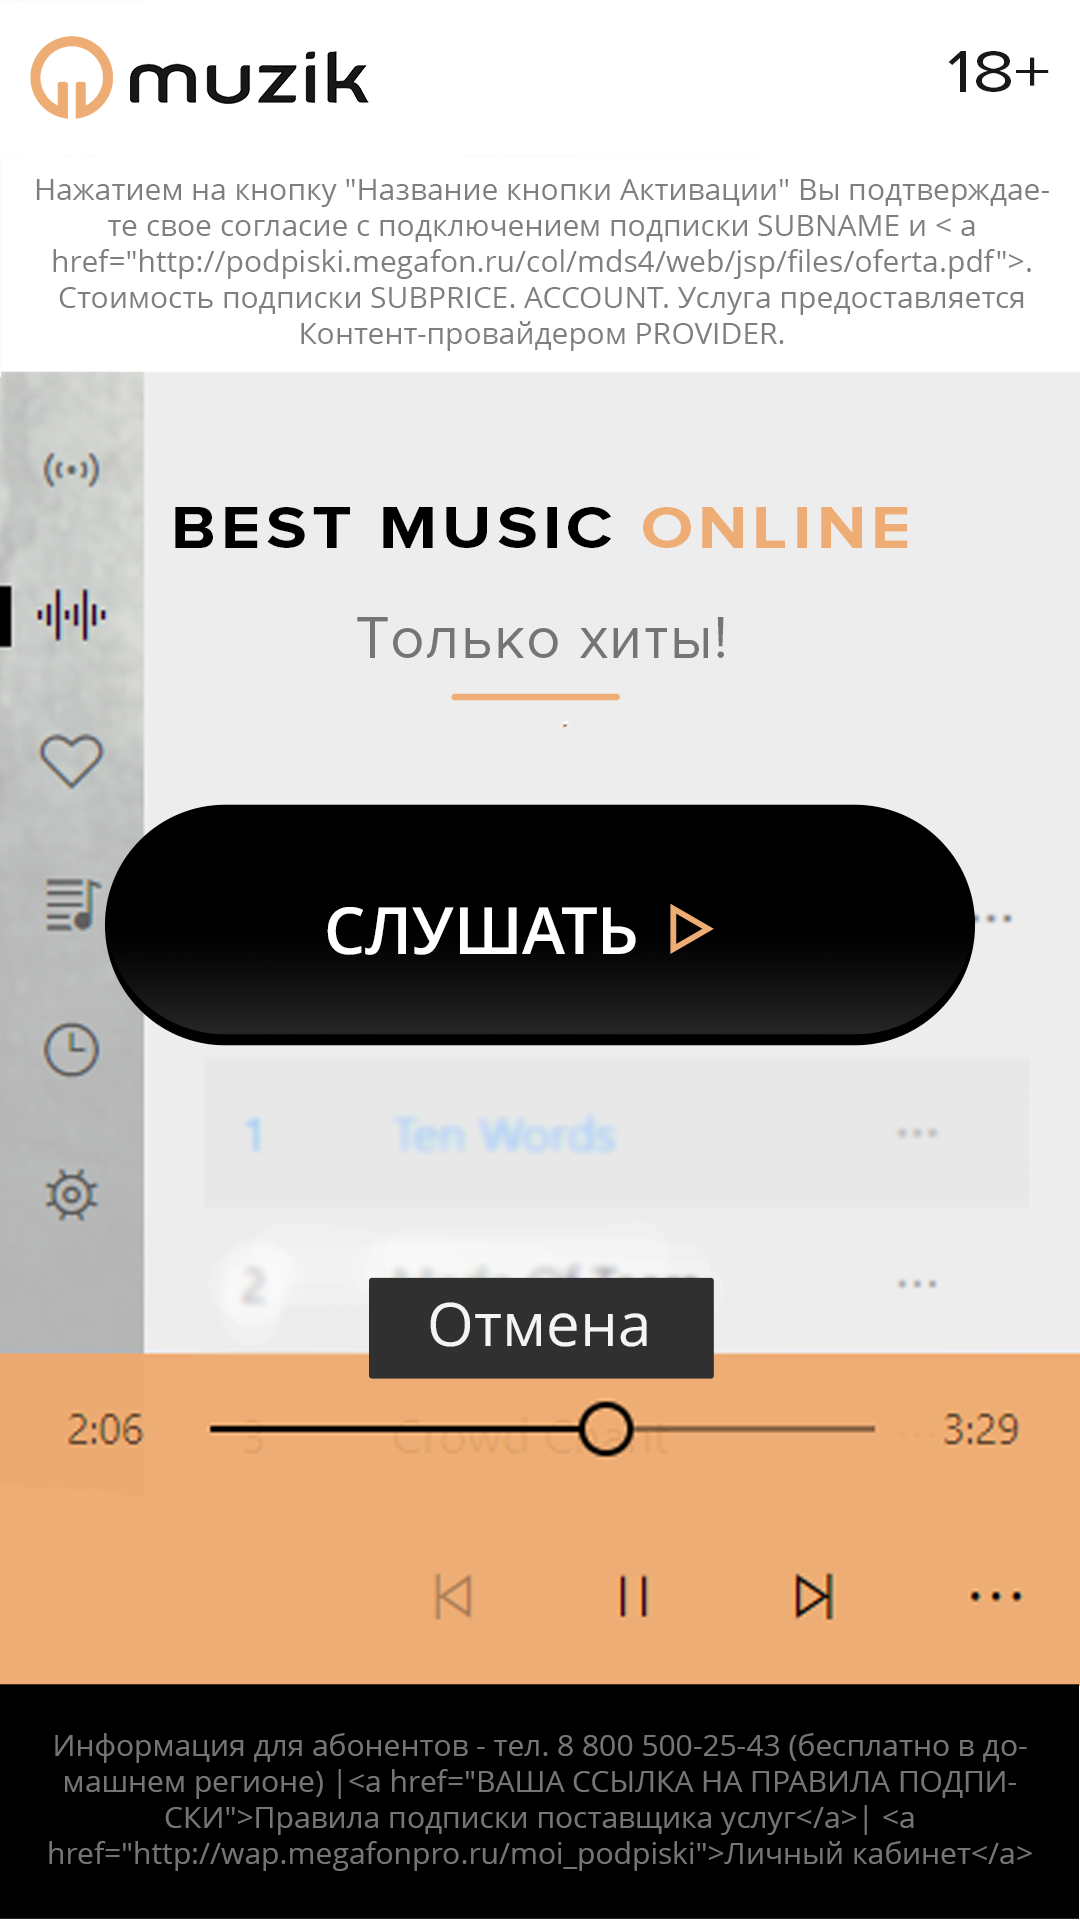 muzik
18+
Нажатием на кнопку "Название кнопки Активации" Вы подтверждае-
те свое согласие с подключением подписки SUBNAME и < a
href="http://podpiski.megafon.ru/col/mds4/web/jsp/files/oferta.pdf">.
Стоимость подписки SUBPRICE. ACCOUNT. Услуга предоставляется
Контент-провайдером PROVIDER.
BEST MUSIC ONLINE
Только хиты!
СЛУШАТЬ
1 Ten Words
2
Отмена
2:06
3 Crowd Chant
3:29
Информация для абонентов - тел. 8 800 500-25-43 (бесплатно в до-
машнем регионе) |<a href="ВАША ССЫЛКА НА ПРАВИЛА ПОДПИ-
СКИ">Правила подписки поставщика услуг</a>| <a
href="http://wap.megafonpro.ru/moi_podpiski">Личный кабинет</a>